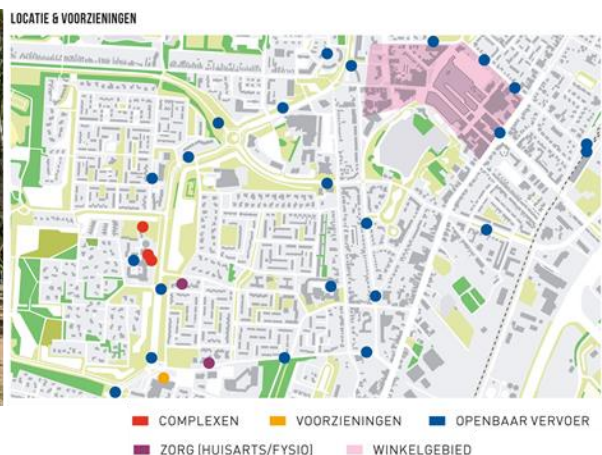 LOCATIE & VOORZIENINGEN
COMPLEXEN VOORZIENINGEN OPENBAAR VERVOER
ZORG (HUISARTS/FYSIO) WINKELGEBIED